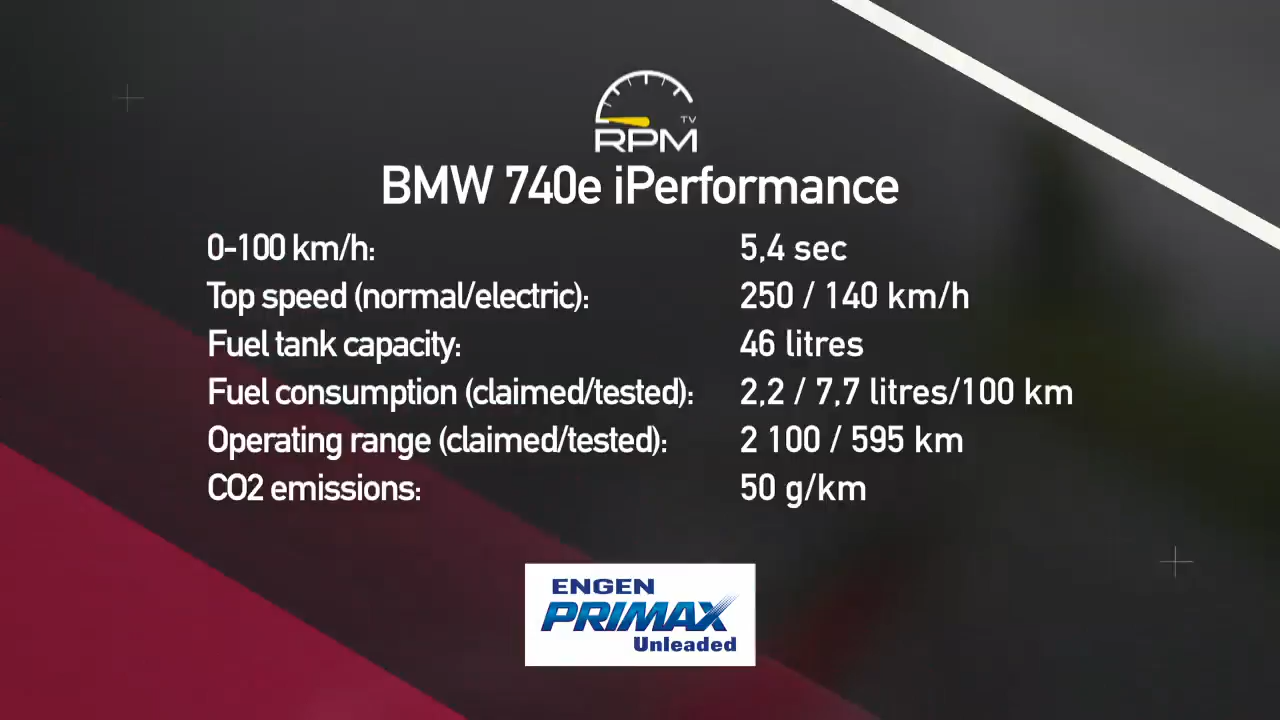 TV
RPM
BMW 740e iPerformance
0-100 km/h: 5,4 sec
Top speed (normal/electric): 250 / 140 km/h
Fuel tank capacity: 46 litres
Fuel consumption (claimed/tested): 2,2 / 7,7 litres/100 km
Operating range (claimed/tested): 2 100 / 595 km
CO2 emissions: 50 g/km
ENGEN
PRIMAX
Unleaded